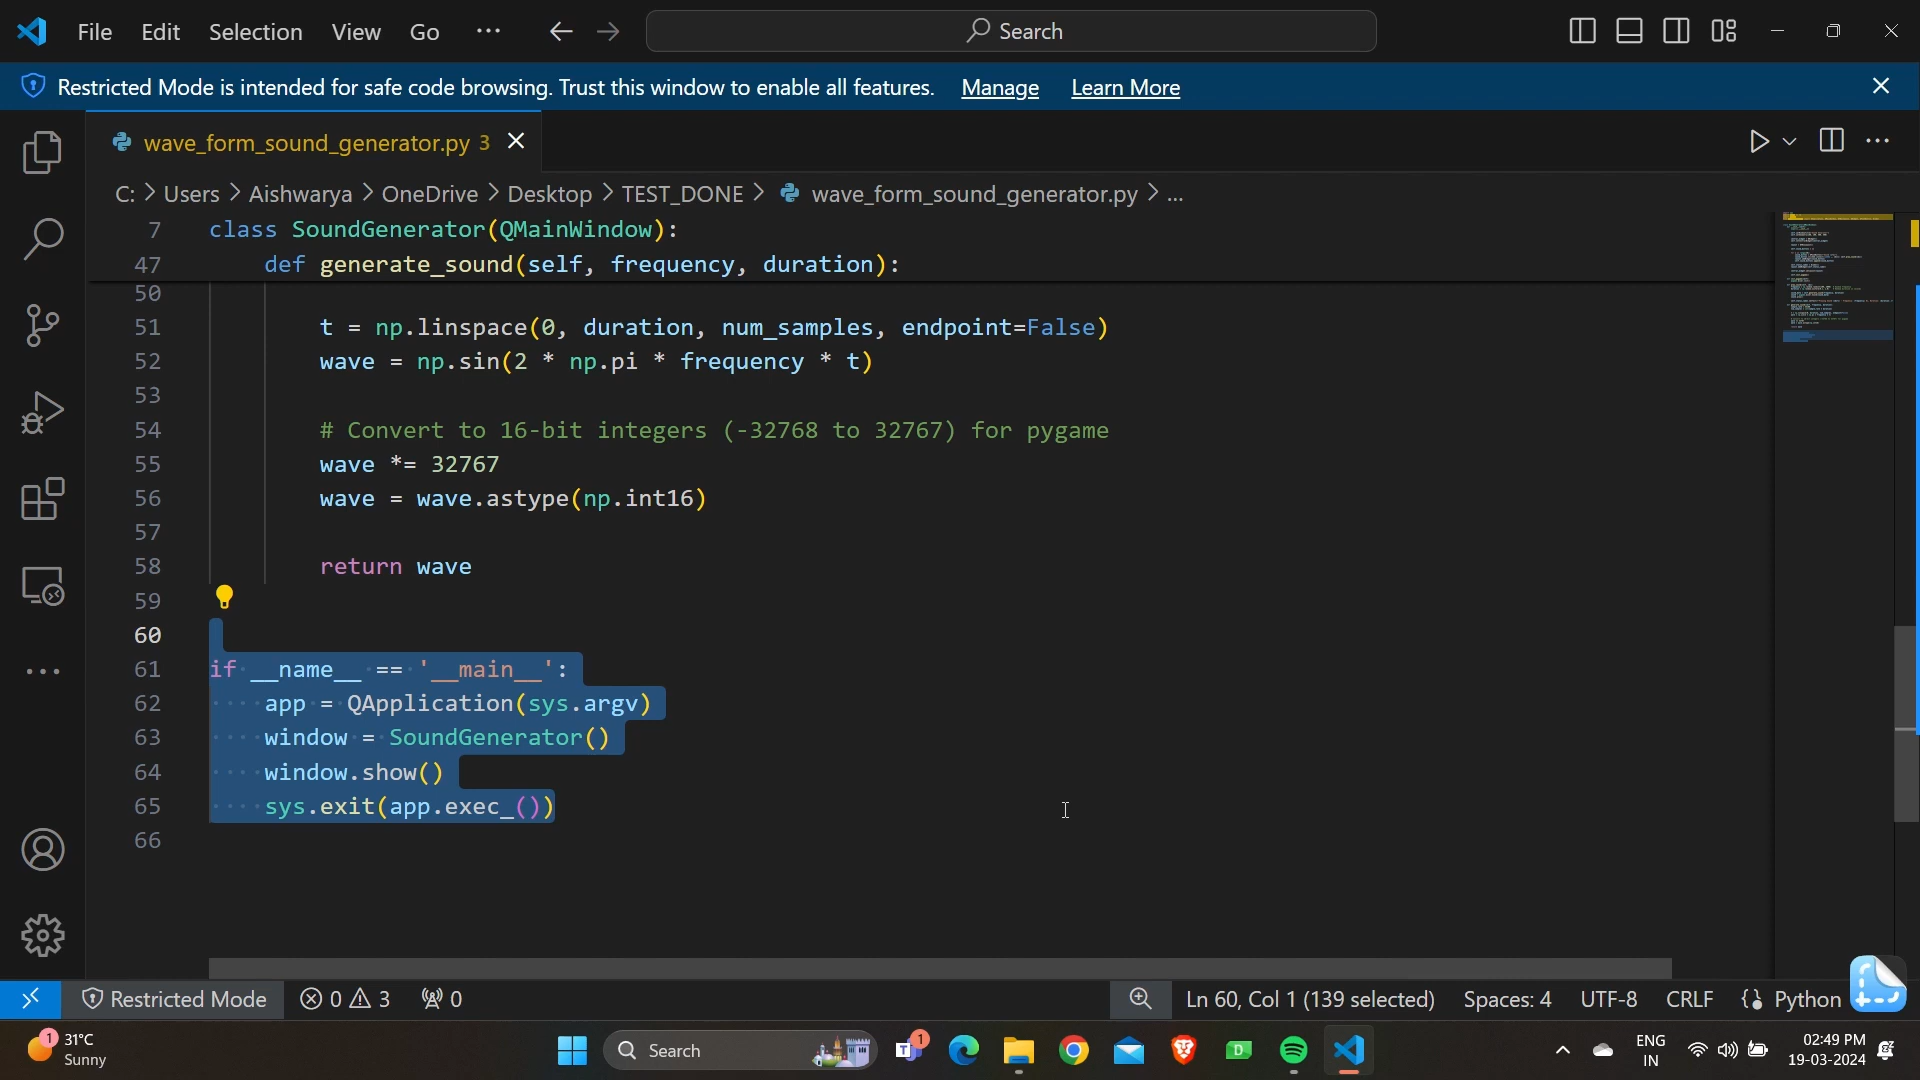 File Edit Selection View Go ··· Search
Restricted Mode is intended for safe code browsing. Trust this window to enable all features. Manage Learn More
wave_form_sound_generator.py 3
C: > Users > Aishwarya > OneDrive > Desktop > TEST_DONE > wave_form_sound_generator.py > ...
7 class SoundGenerator(QMainWindow):
47 def generate_sound(self, frequency, duration):
50
51 t = np.linspace(0, duration, num_samples, endpoint=False)
52 wave = np.sin(2 * np.pi * frequency * t)
53
54 # Convert to 16-bit integers (-32768 to 32767) for pygame
55 wave *= 32767
56 wave = wave.astype(np.int16)
57
58 return wave
59
60
61 if __name__ == '__main__':
62 app = QApplication(sys.argv)
63 window = SoundGenerator()
64 window.show()
65 sys.exit(app.exec_())
66
Restricted Mode 0 3 0 Ln 60, Col 1 (139 selected) Spaces: 4 UTF-8 CRLF Python
1 31°C Search 1 ENG 02:49 PM
Sunny IN 19-03-2024